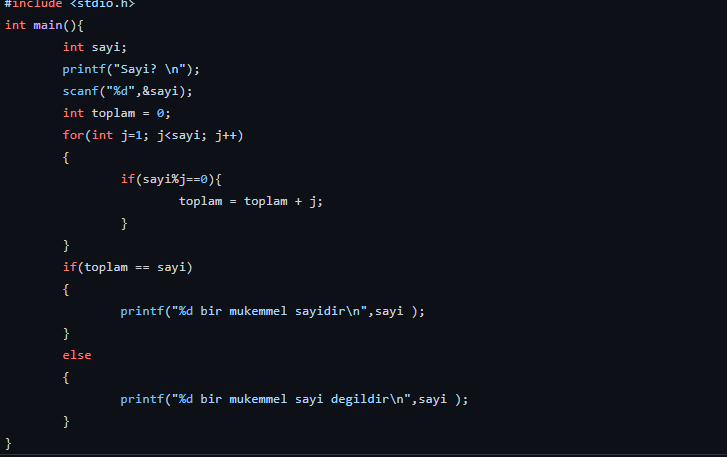 #include <stdio.h>
int main(){
int sayi;
printf("Sayi? \n");
scanf("%d",&sayi);
int toplam = 0;
for(int j=1; j<sayi; j++)
{
if(sayi%j==0){
toplam = toplam + j;
}
}
if(toplam == sayi)
{
printf("%d bir mukemmel sayidir\n",sayi );
}
else
{
printf("%d bir mukemmel sayi degildir\n",sayi );
}
}